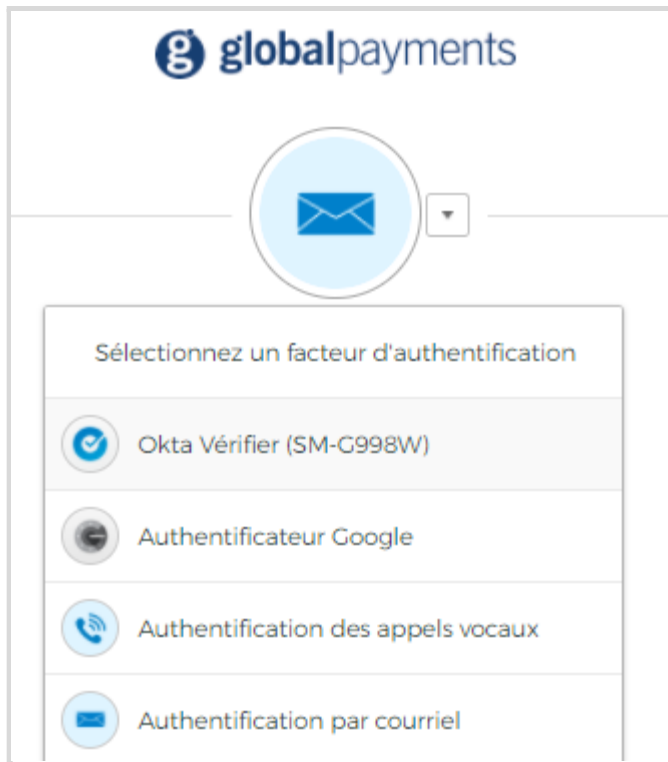 globalpayments
Sélectionnez un facteur d'authentification
Okta Vérifier (SM-G998W)
Authentificateur Google
Authentification des appels vocaux
Authentification par courriel